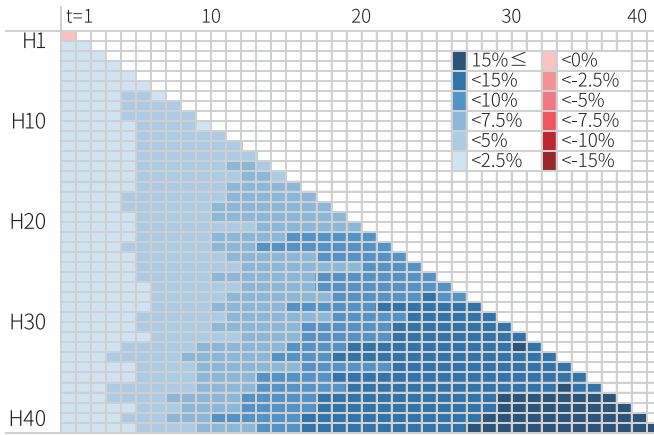 t=1 10 20 30 40
H1
15%≤ <0%
<15% <-2.5%
<10% <-5%
<7.5% <-7.5%
<5% <-10%
<2.5% <-15%
H10
H20
H30
H40